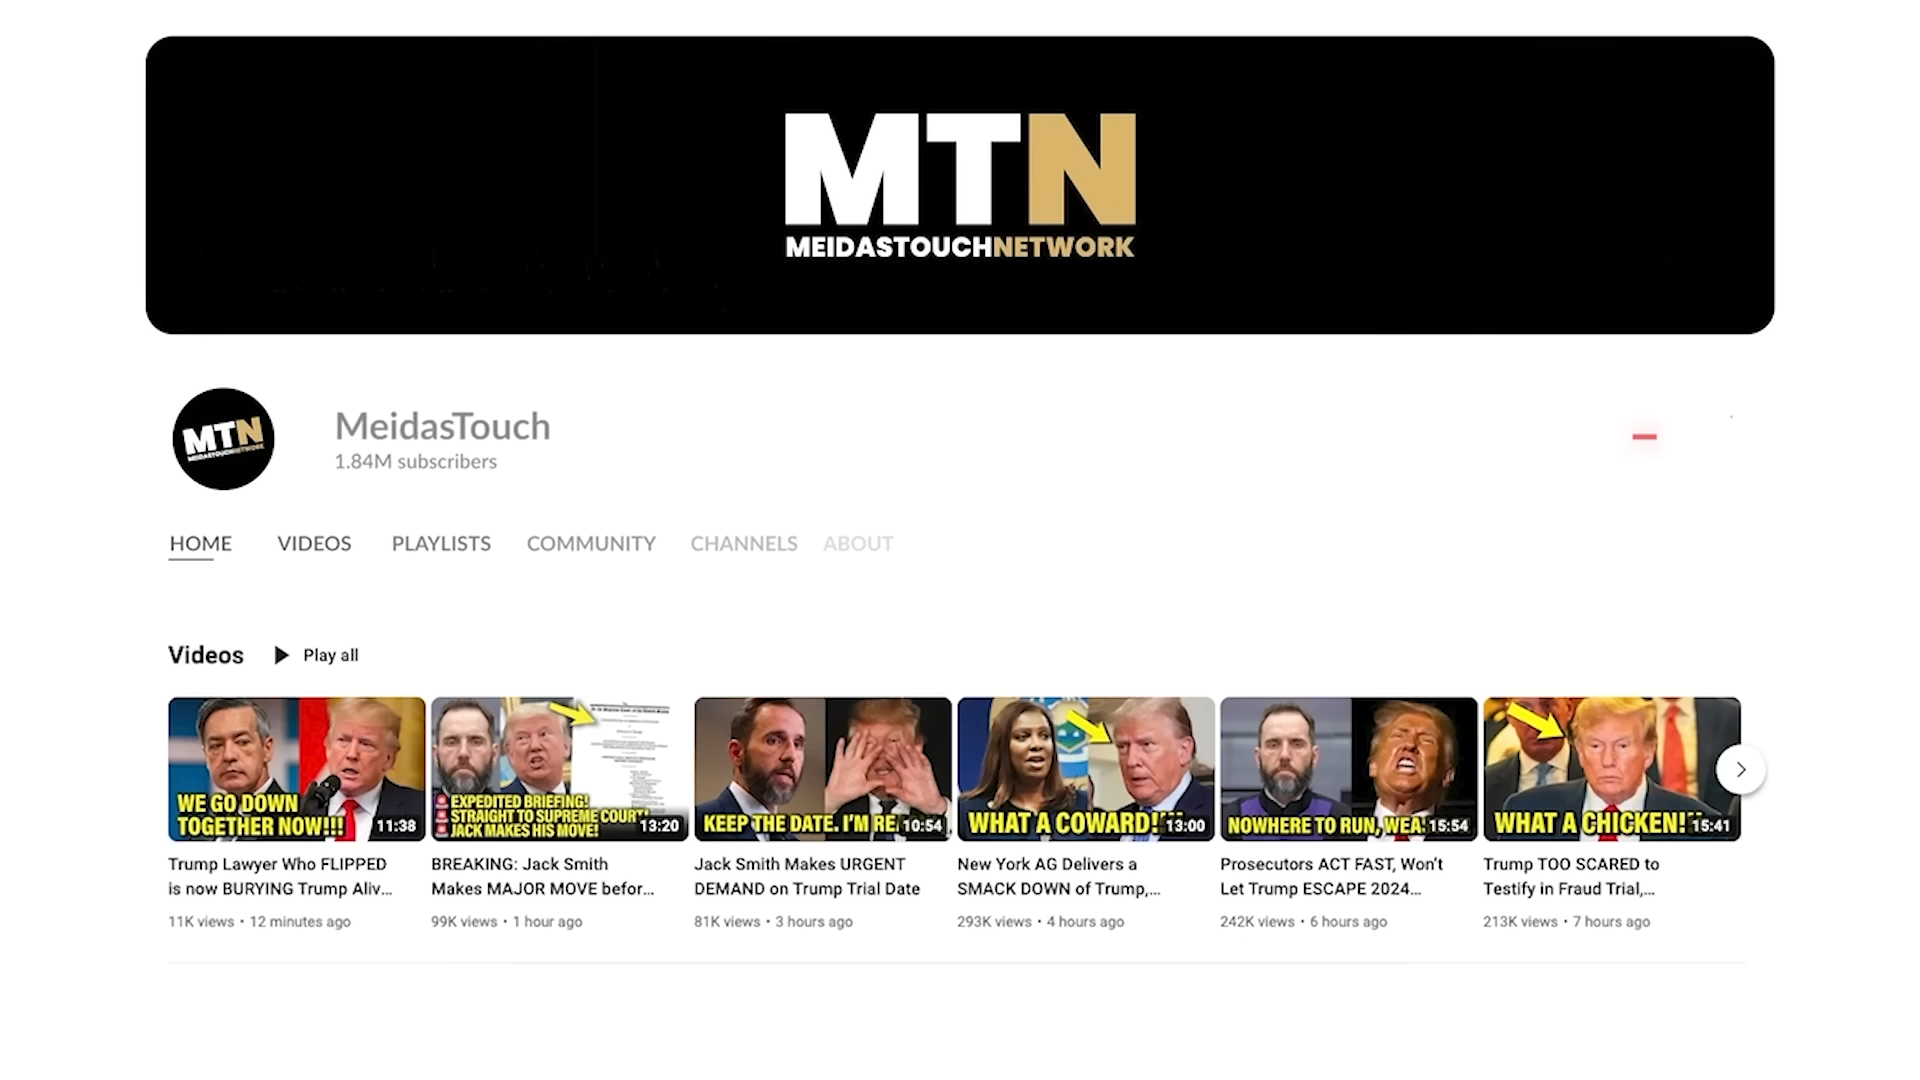 MTN
MEIDASTOUCHNETWORK
MTN
MEIDASTOUCHNETWORK
MeidasTouch
1.84M subscribers
HOME VIDEOS PLAYLISTS COMMUNITY CHANNELS ABOUT
Videos Play all
WE GO DOWN
TOGETHER NOW!!!
11:38
EXPEDITED BRIEFING!
STRAIGHT TO SUPREME COURT
JACK MAKES HIS MOVE!
13:20
KEEP THE DATE. I'M RE
10:54
WHAT A COWARD!
13:00
NOWHERE TO RUN, WEA
15:54
WHAT A CHICKEN!
15:41
Trump Lawyer Who FLIPPED
is now BURYING Trump Aliv...
11K views • 12 minutes ago
BREAKING: Jack Smith
Makes MAJOR MOVE befor...
99K views • 1 hour ago
Jack Smith Makes URGENT
DEMAND on Trump Trial Date
81K views • 3 hours ago
New York AG Delivers a
SMACK DOWN of Trump,...
293K views • 4 hours ago
Prosecutors ACT FAST, Won't
Let Trump ESCAPE 2024...
242K views • 6 hours ago
Trump TOO SCARED to
Testify in Fraud Trial,...
213K views • 7 hours ago